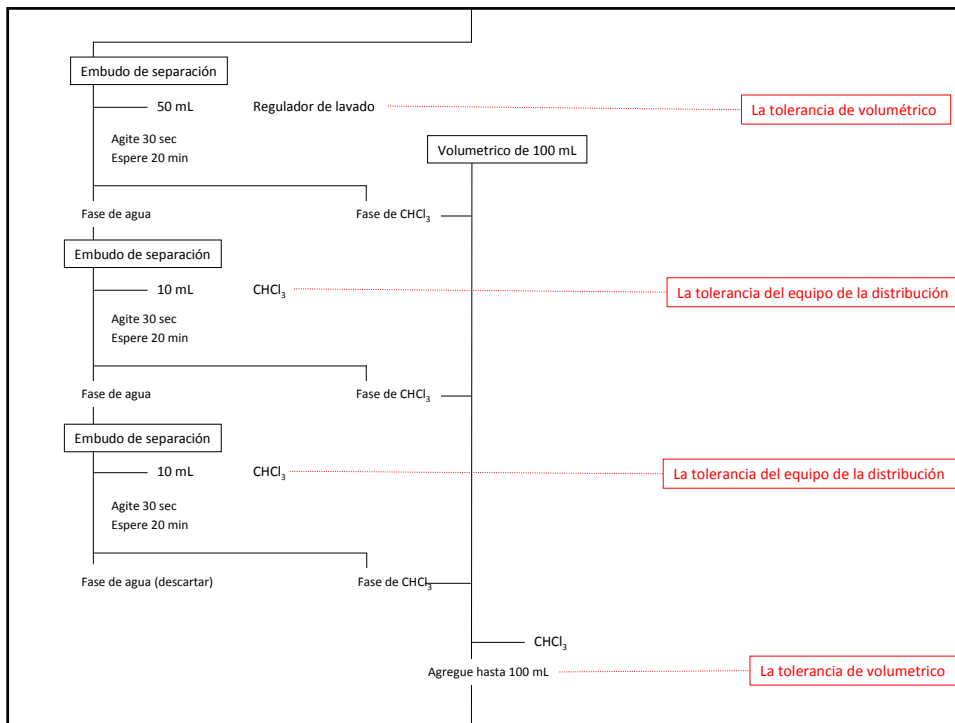 Embudo de separación
50 mL Regulador de lavado La tolerancia de volumétrico
Agite 30 sec
Espere 20 min
Volumetrico de 100 mL
Fase de agua Fase de CHCl₃
Embudo de separación
10 mL CHCl₃ La tolerancia del equipo de la distribución
Agite 30 sec
Espere 20 min
Fase de agua Fase de CHCl₃
Embudo de separación
10 mL CHCl₃ La tolerancia del equipo de la distribución
Agite 30 sec
Espere 20 min
Fase de agua (descartar) Fase de CHCl₃
CHCl₃
Agregue hasta 100 mL La tolerancia de volumetrico